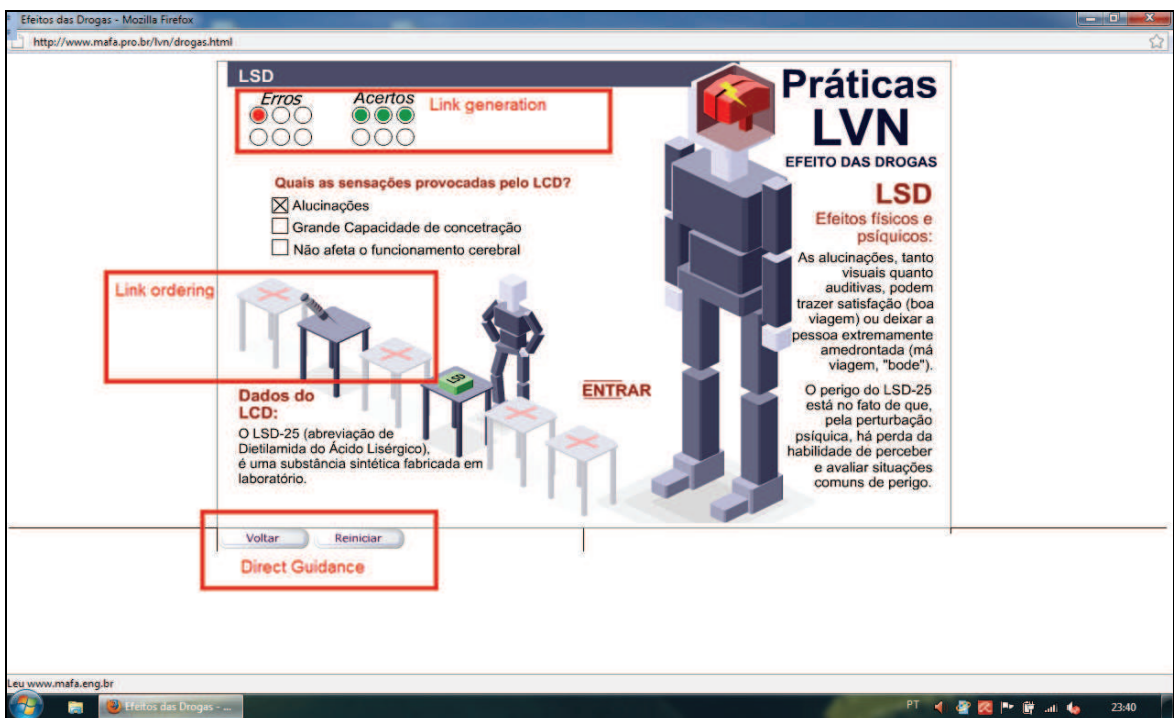 Efeitos das Drogas - Mozilla Firefox
http://www.mafa.pro.br/lvn/drogas.html
LSD
Erros Acertos
Link generation
Quais as sensações provocadas pelo LCD?
Alucinações
Grande Capacidade de concetração
Não afeta o funcionamento cerebral
Link ordering
LSD
Dados do
LCD:
O LSD-25 (abreviação de
Dietilamida do Ácido Lisérgico),
é uma substância sintética fabricada em
laboratório.
ENTRAR
Práticas
LVN
EFEITO DAS DROGAS
LSD
Efeitos físicos e
psíquicos:
As alucinações, tanto
visuais quanto
auditivas, podem
trazer satisfação (boa
viagem) ou deixar a
pessoa extremamente
amedrontada (má
viagem, "bode").
O perigo do LSD-25
está no fato de que,
pela perturbação
psíquica, há perda da
habilidade de perceber
e avaliar situações
comuns de perigo.
Voltar Reiniciar
Direct Guidance
Leu www.mafa.eng.br
Efeitos das Drogas - ...
PT 23:40